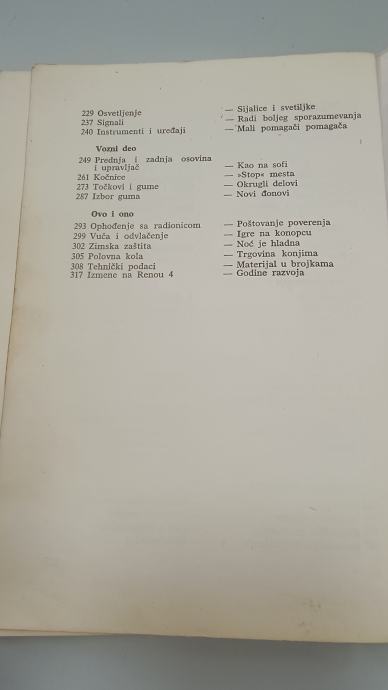 229 Osvetljenje — Sijalice i svetiljke
237 Signali — Radi boljeg sporazumevanja
240 Instrumenti i uređaji — Mali pomagači pomagača
Vozni deo
249 Prednja i zadnja osovina
i upravljač — Kao na sofi
261 Kočnice — »Stop« mesta
273 Točkovi i gume — Okrugli delovi
287 Izbor guma — Novi đonovi
Ovo i ono
293 Ophođenje sa radionicom — Poštovanje poverenja
299 Vuča i odvlačenje — Igre na konopcu
302 Zimska zaštita — Noć je hladna
305 Polovna kola — Trgovina konjima
308 Tehnički podaci — Materijal u brojkama
317 Izmene na Renou 4 — Godine razvoja